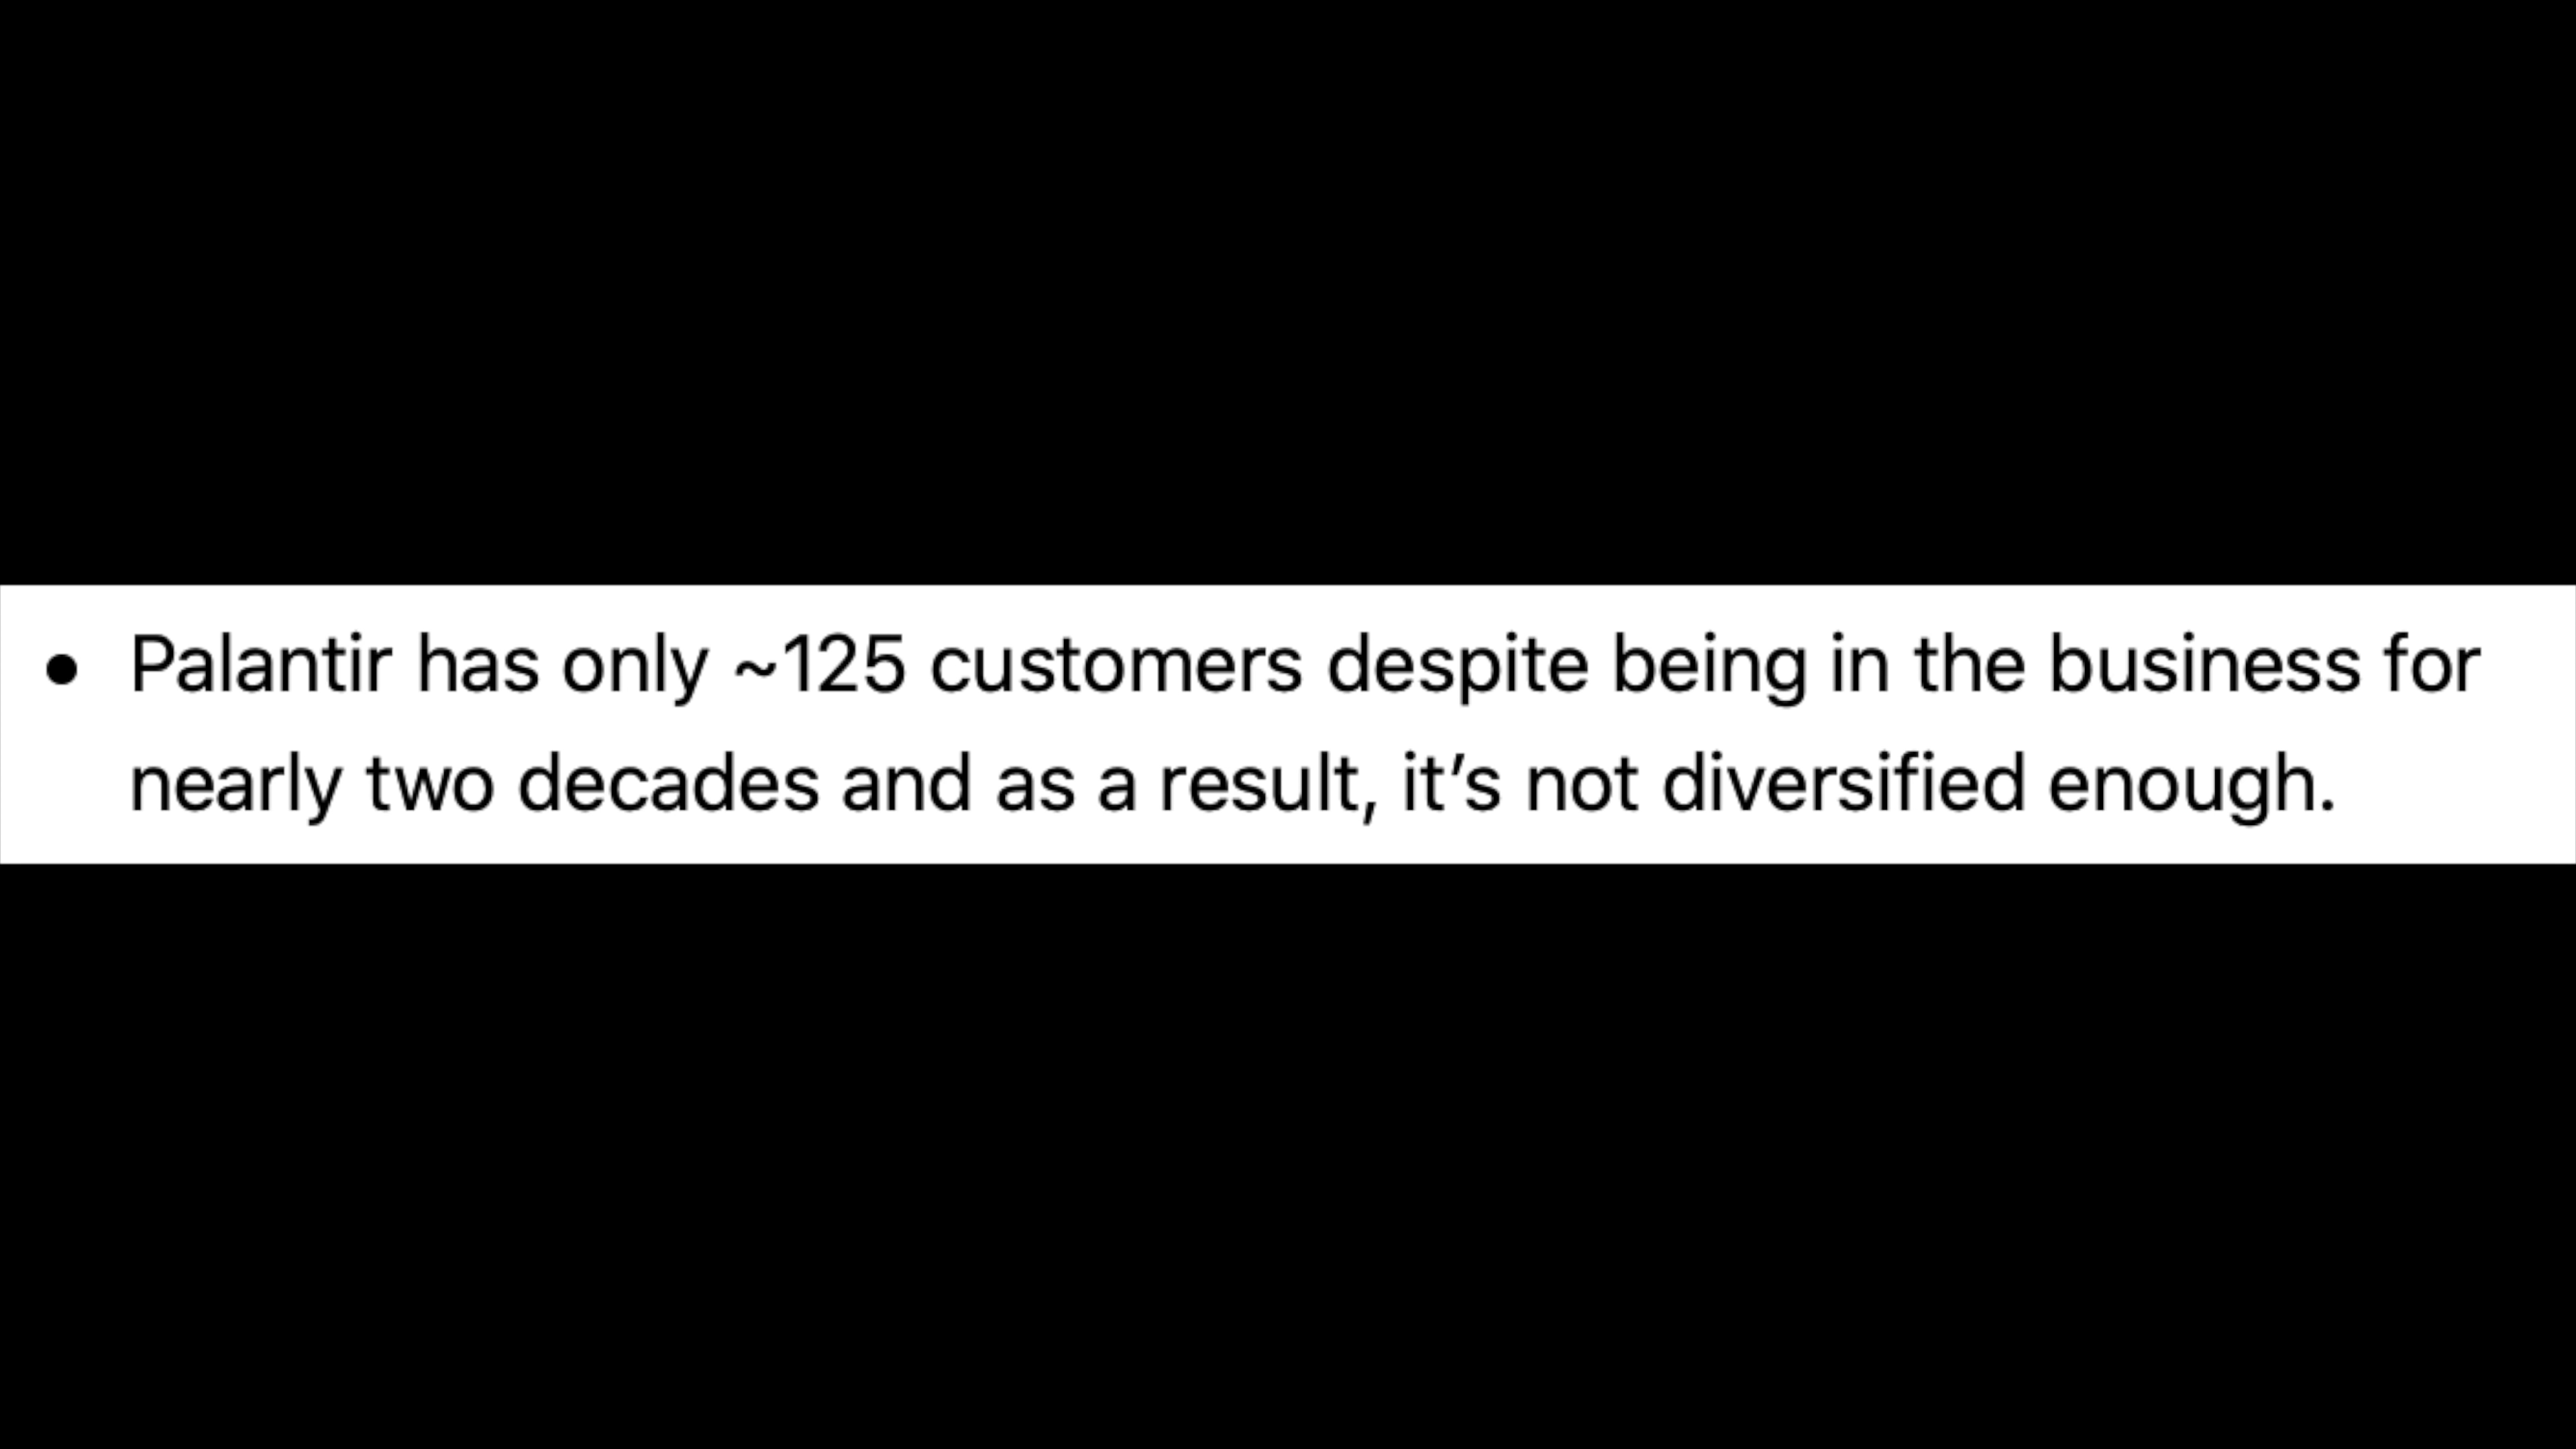 • Palantir has only ~125 customers despite being in the business for
nearly two decades and as a result, it’s not diversified enough.